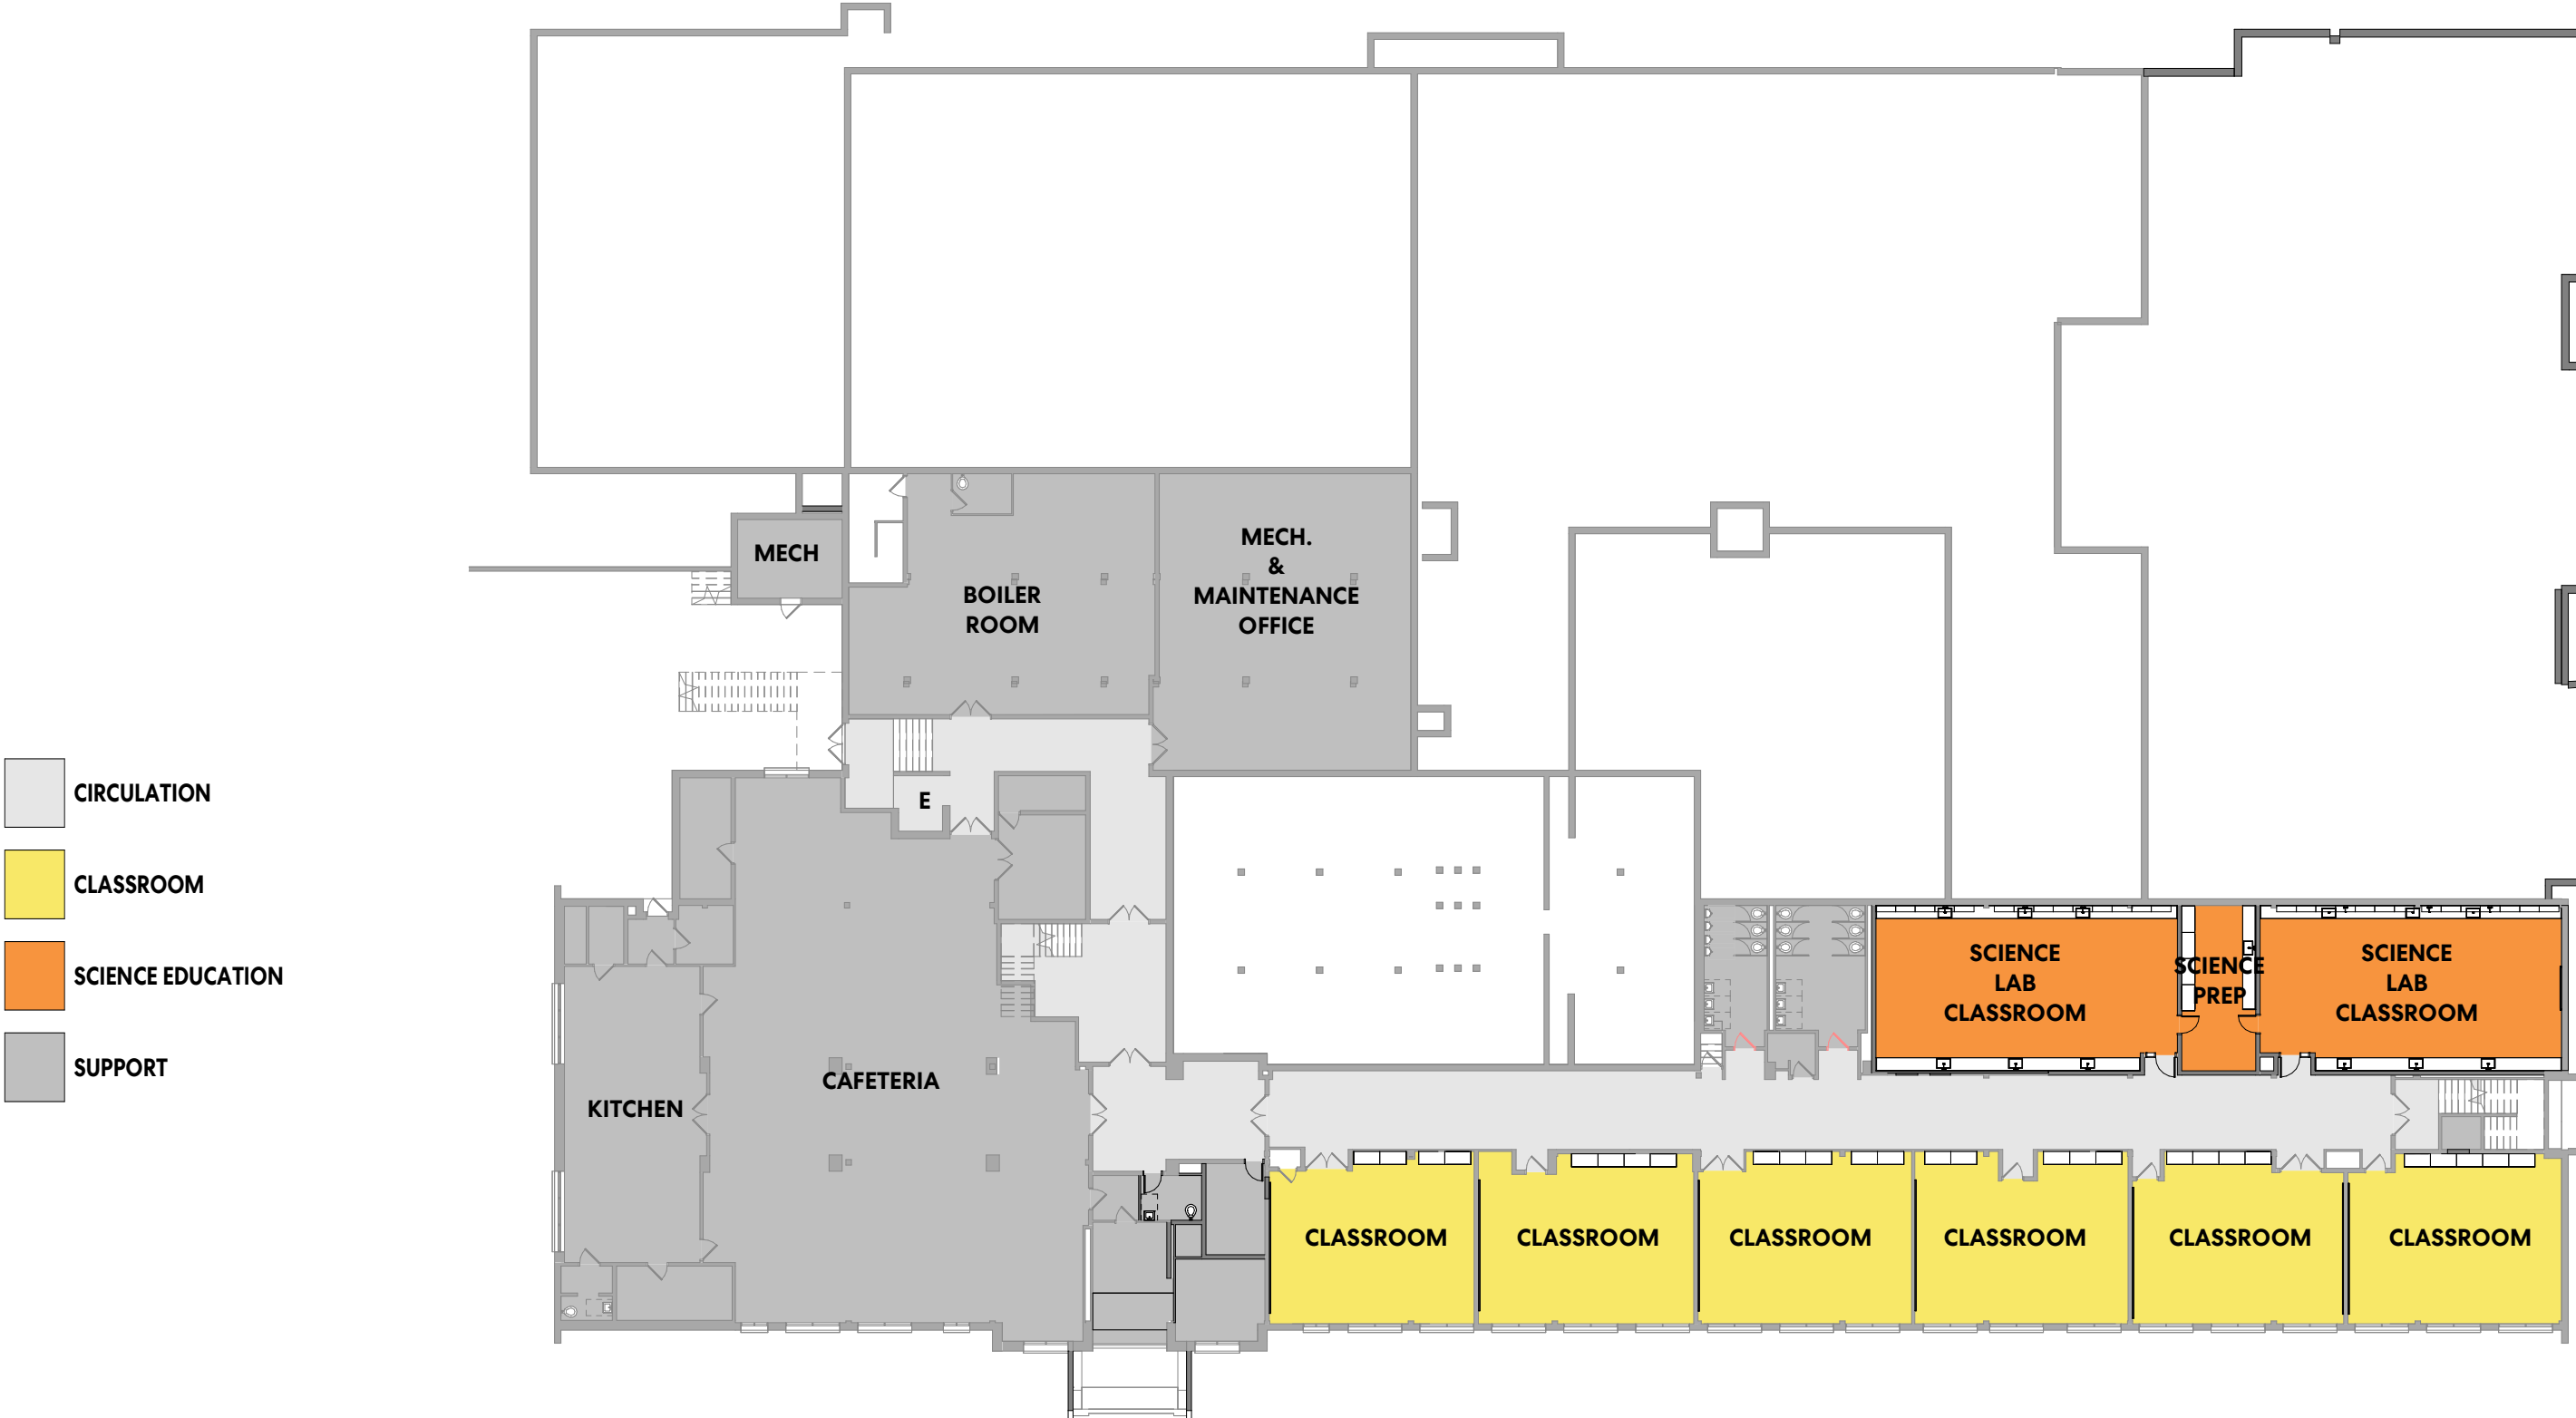 MECH
BOILER
ROOM
MECH.
&
MAINTENANCE
OFFICE
E
CIRCULATION
CLASSROOM
SCIENCE EDUCATION
SUPPORT
KITCHEN
CAFETERIA
SCIENCE
LAB
CLASSROOM
SCIENCE
PREP
SCIENCE
LAB
CLASSROOM
CLASSROOM
CLASSROOM
CLASSROOM
CLASSROOM
CLASSROOM
CLASSROOM